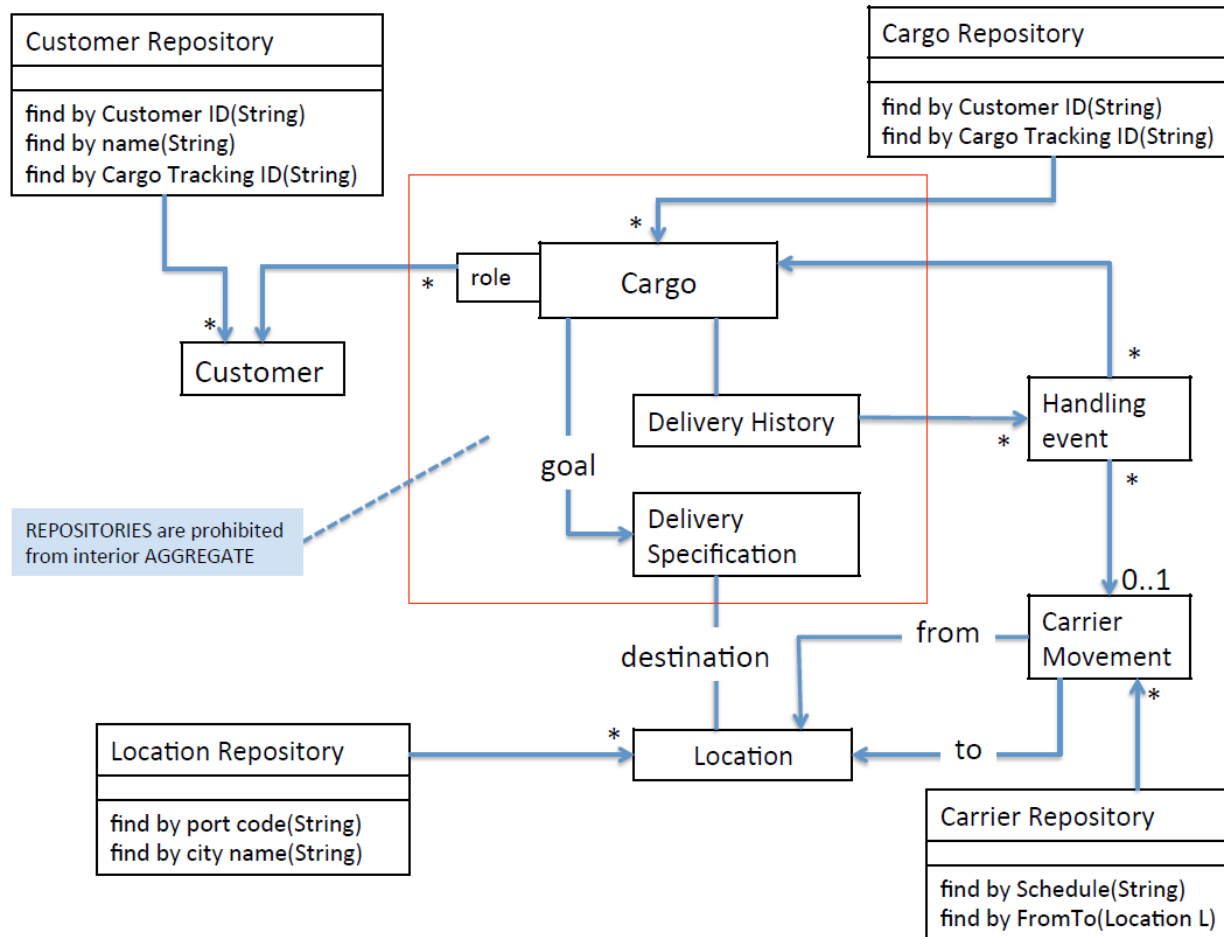 Customer Repository
find by Customer ID(String)
find by name(String)
find by Cargo Tracking ID(String)
Cargo Repository
find by Customer ID(String)
find by Cargo Tracking ID(String)
*
role
Cargo
*
*
Customer
*
Handling
event
Delivery History
*
*
goal
REPOSITORIES are prohibited
from interior AGGREGATE
Delivery
Specification
0..1
Carrier
Movement
from
destination
*
Location Repository
find by port code(String)
find by city name(String)
*
Location
to
Carrier Repository
find by Schedule(String)
find by FromTo(Location L)